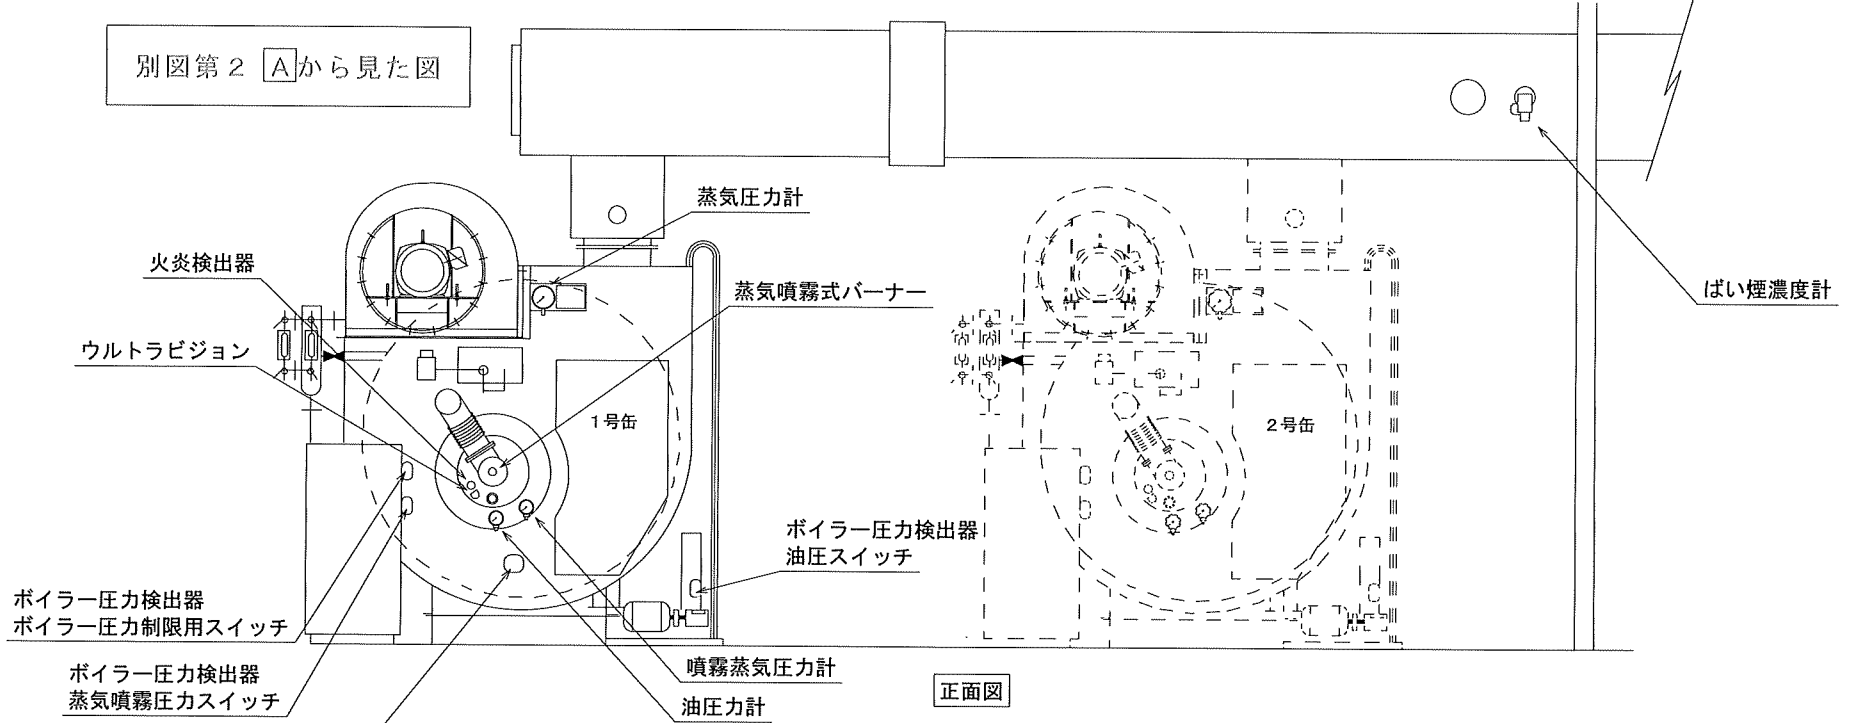 別図第２ Aから見た図
蒸気圧力計
火炎検出器
蒸気噴霧式バーナー
ばい煙濃度計
ウルトラビジョン
１号缶
２号缶
ボイラー圧力検出器
油圧スイッチ
ボイラー圧力検出器
ボイラー圧力制限用スイッチ
噴霧蒸気圧力計
ボイラー圧力検出器
蒸気噴霧圧力スイッチ
油圧力計
正面図